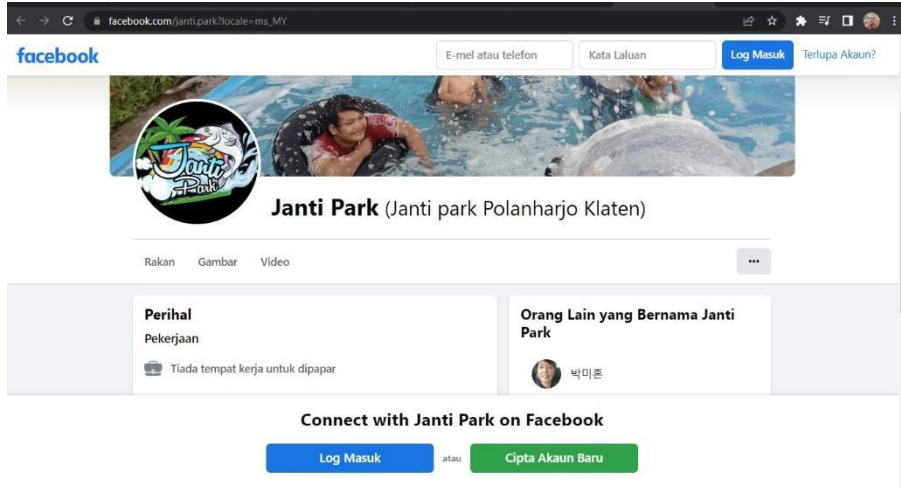 facebook.com/janti.park?locale=ms_MY
facebook
E-mel atau telefon
Kata Laluan
Log Masuk
Terlupa Akaun?
Janti
Park
Janti Park (Janti park Polanharjo Klaten)
Rakan
Gambar
Video
Perihal
Pekerjaan
Tiada tempat kerja untuk dipapar
Orang Lain yang Bernama Janti
Park
박미혼
Connect with Janti Park on Facebook
Log Masuk
atau
Cipta Akaun Baru